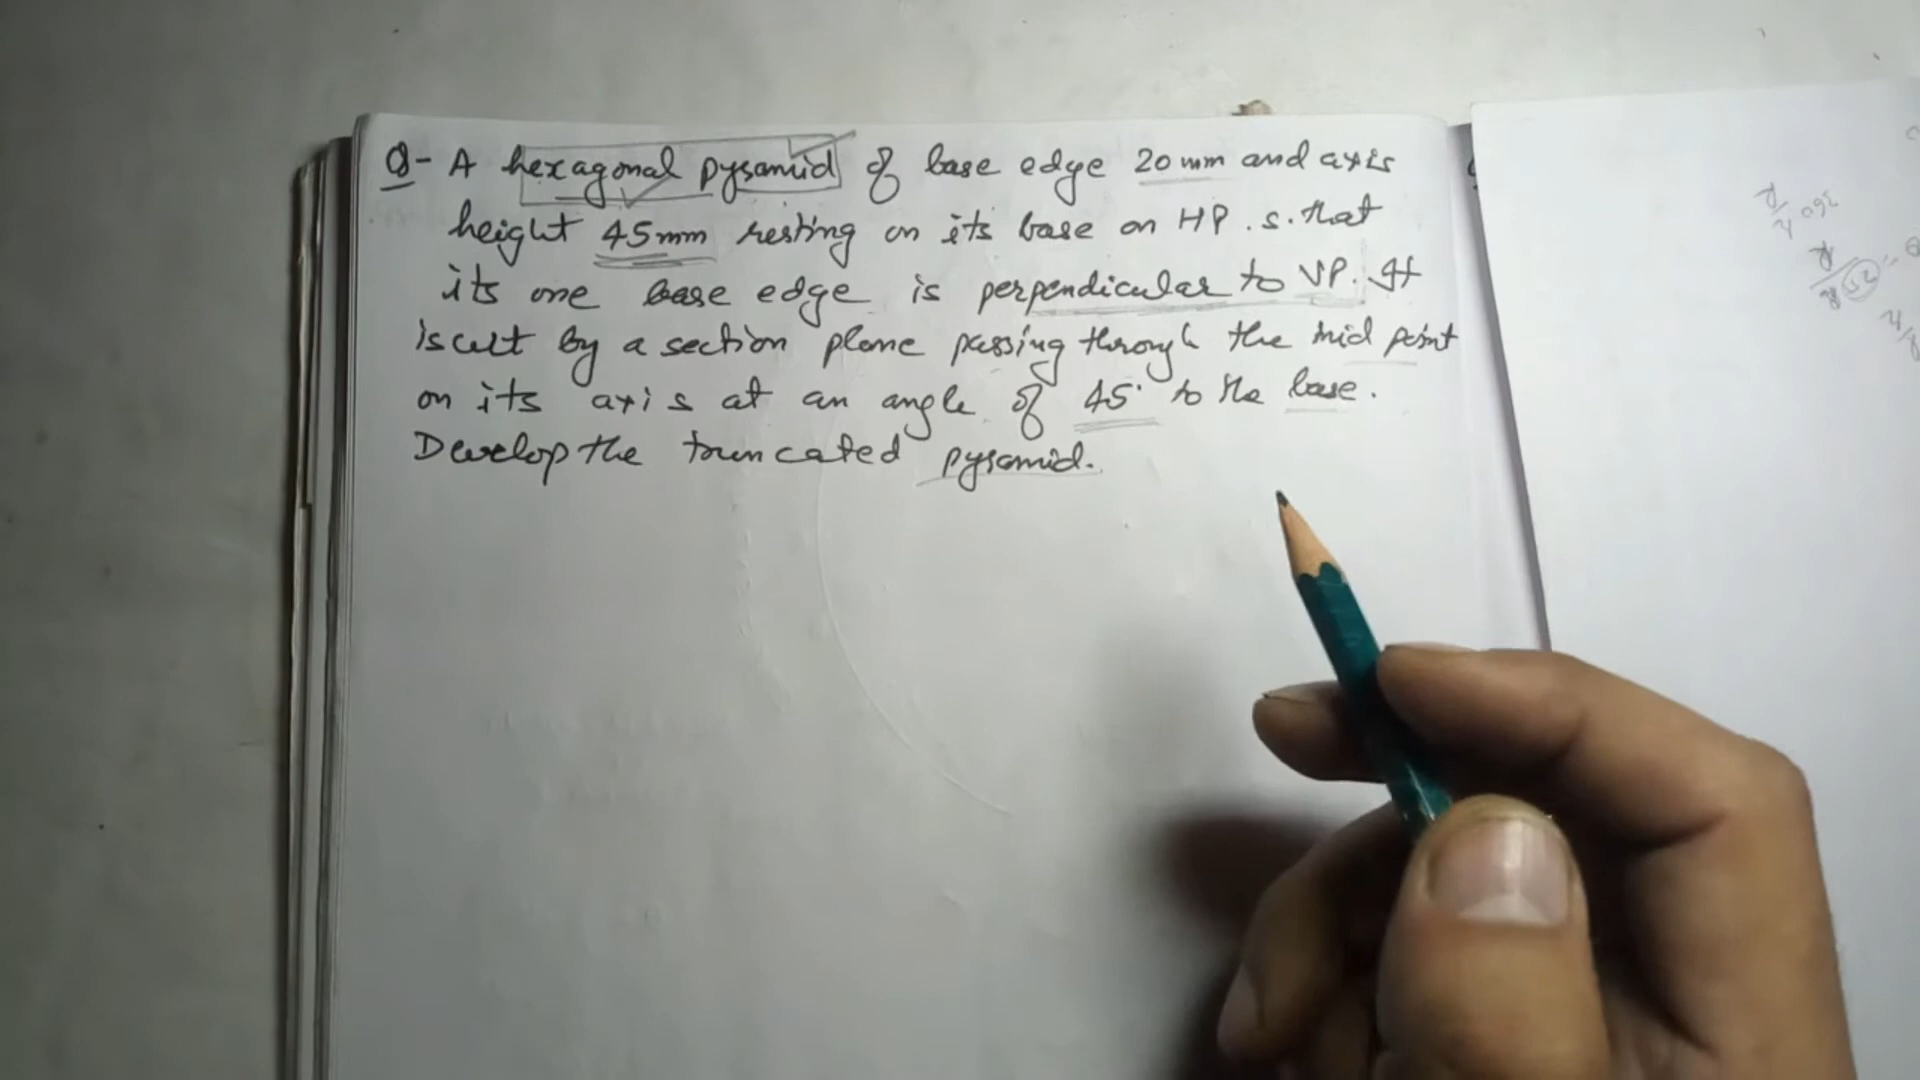 Q- A hexagonal pyramid of base edge 20 mm and axis
height 45mm resting on its base on HP. s. that
its one base edge is perpendicular to VP. It
is cut by a section plane passing through the mid point
on its axis at an angle of 45° to the base.
Develop the truncated pyramid.